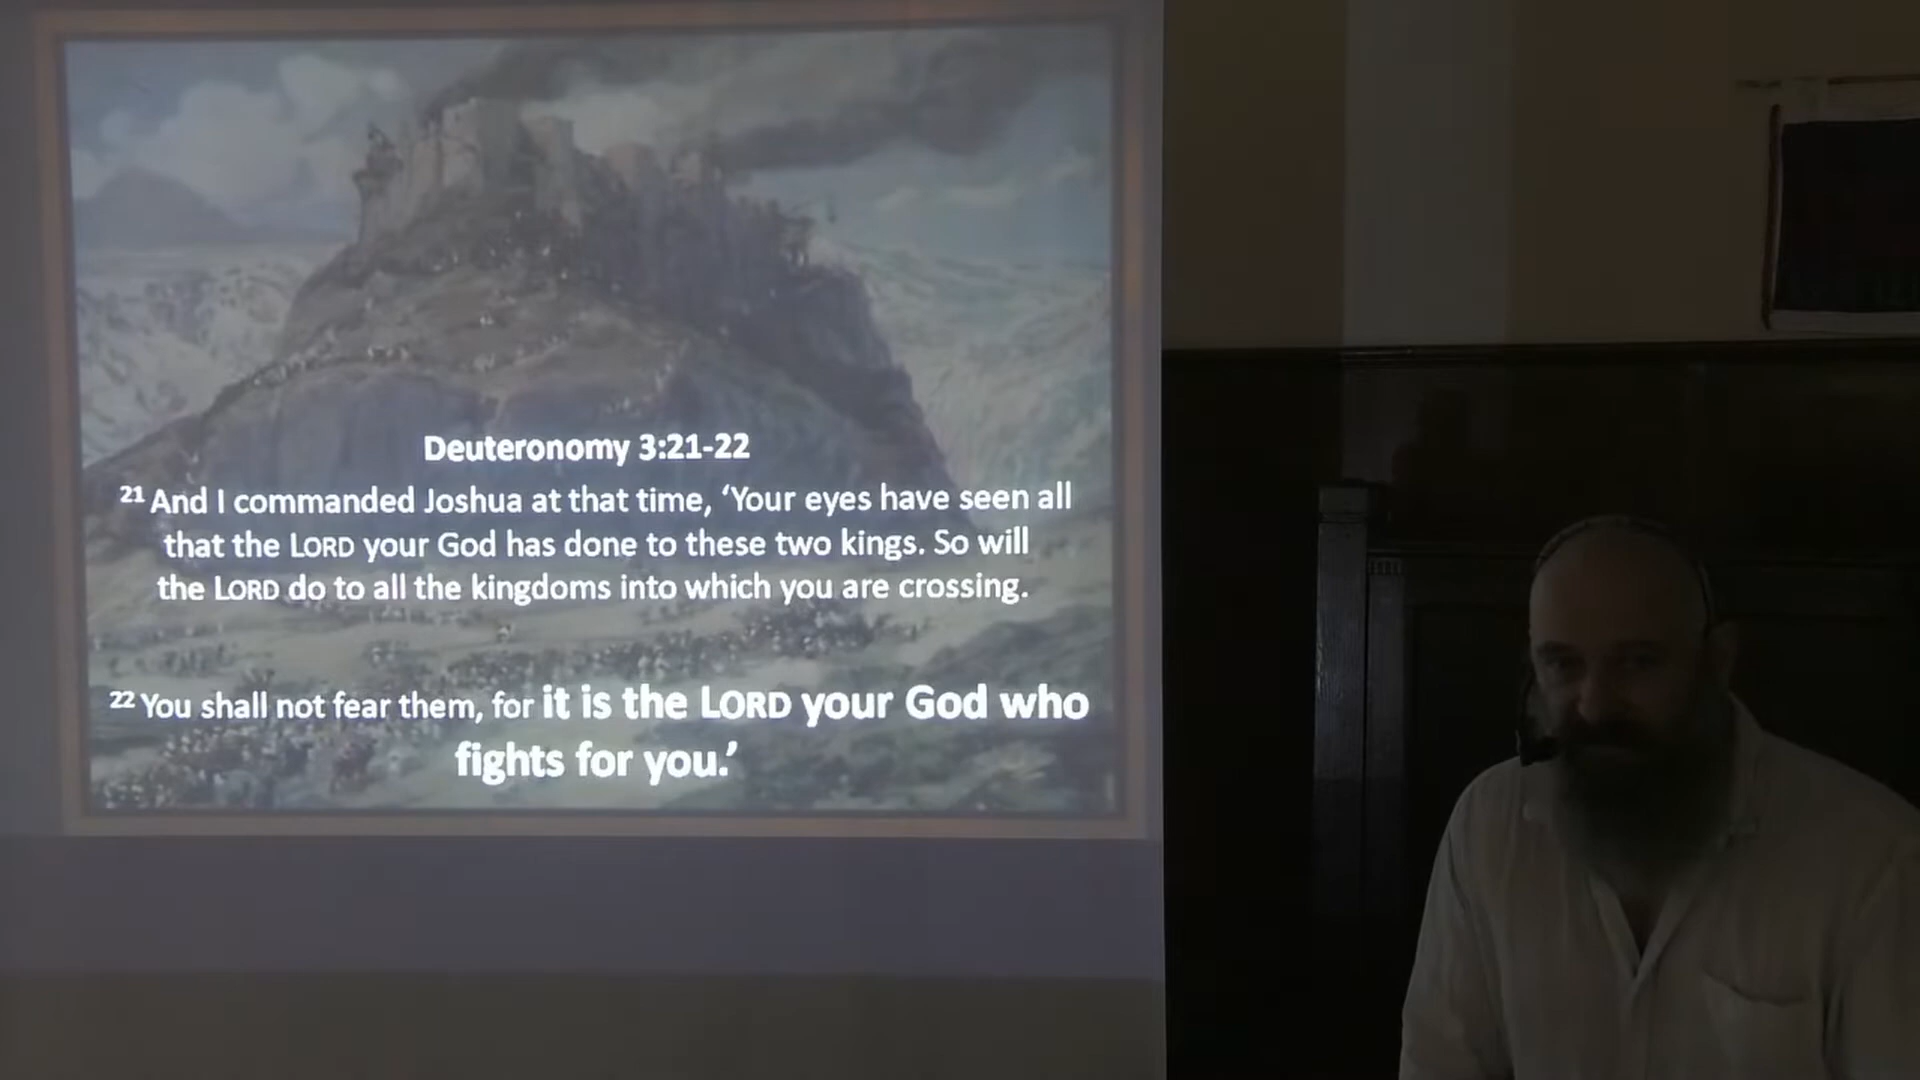 Deuteronomy 3:21-22
21 And I commanded Joshua at that time, ‘Your eyes have seen all
that the LORD your God has done to these two kings. So will
the LORD do to all the kingdoms into which you are crossing.
22 You shall not fear them, for it is the LORD your God who
fights for you.’